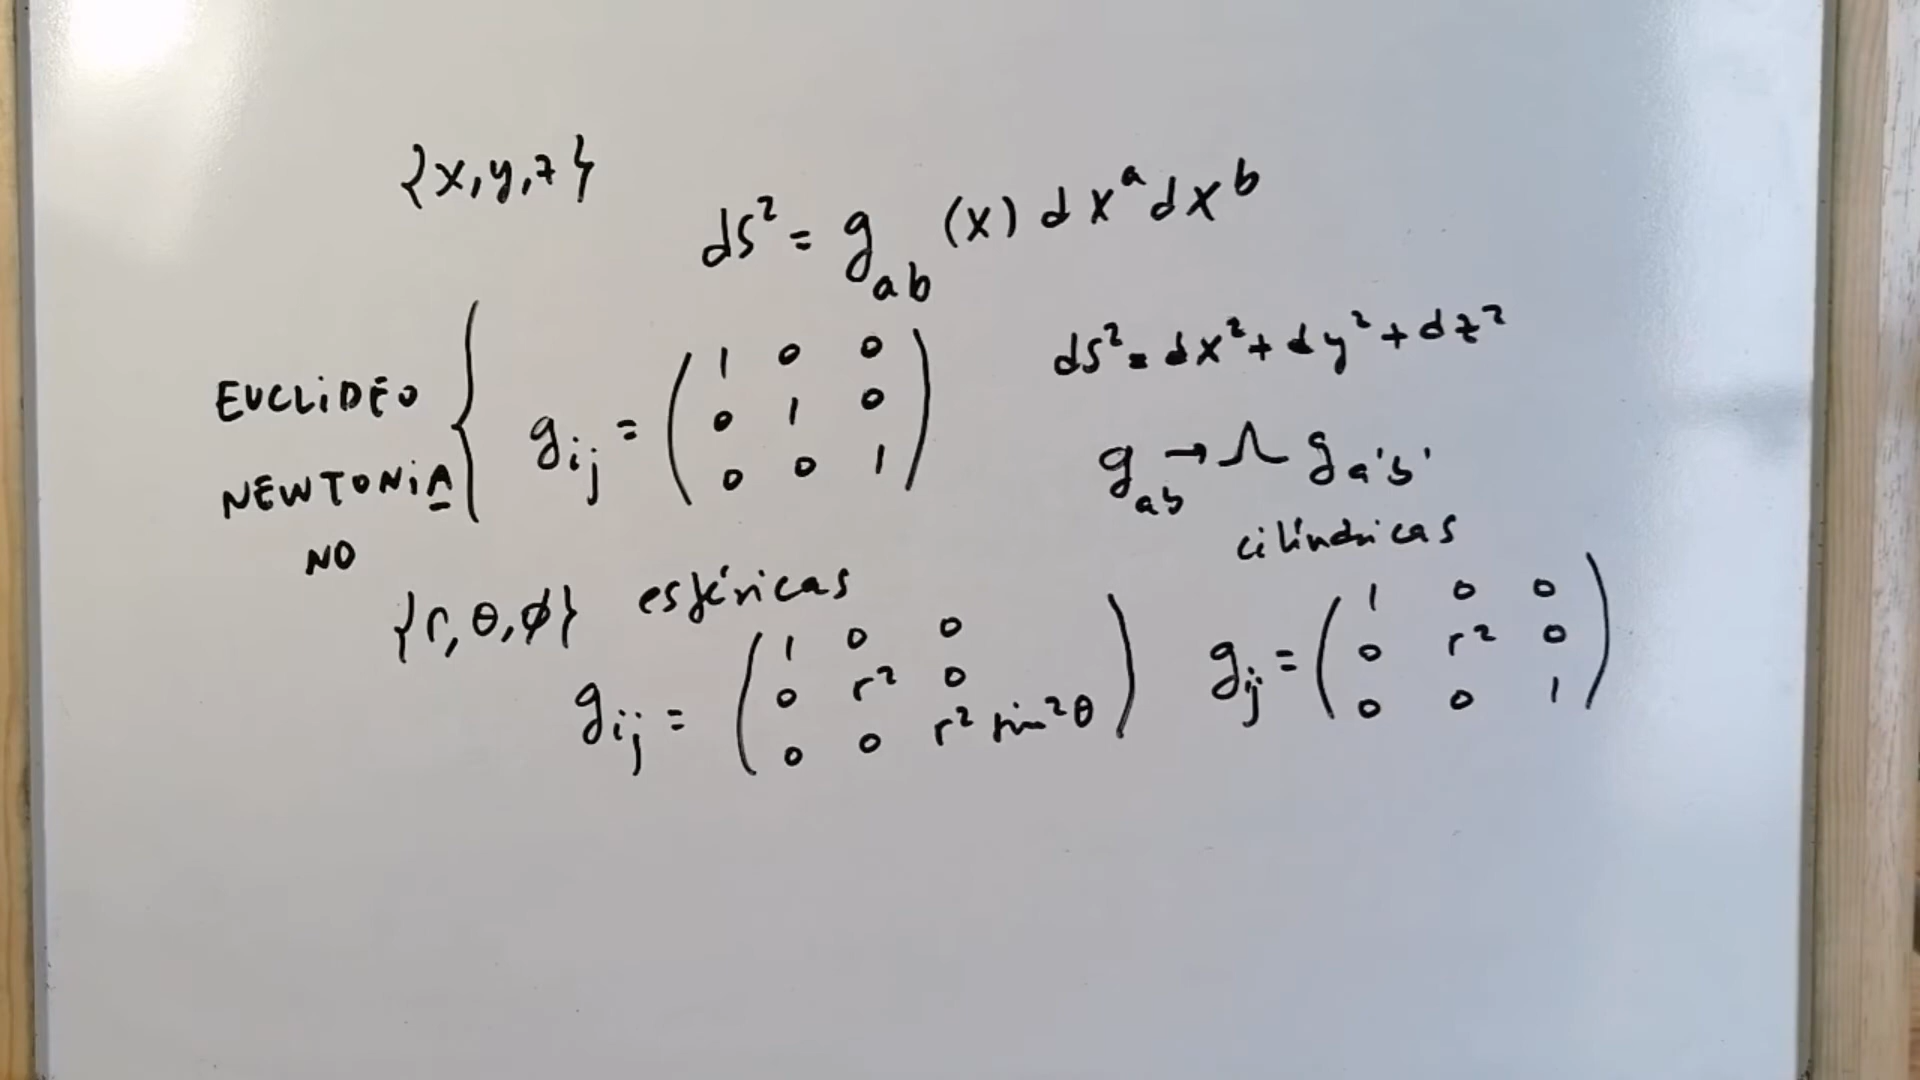 {x, y, z}
ds² = g_ab (x) dx^a dx^b
EUCLIDEO
NEWTONIA
NO
g_ij = ( 1 0 0
0 1 0
0 0 1 )
ds² = dx² + dy² + dz²
g_ab → Λ g_a'b'
{r, θ, φ} esféricas
g_ij = ( 1 0 0
0 r² 0
0 0 r² sin² θ )
cilíndricas
g_ij = ( 1 0 0
0 r² 0
0 0 1 )